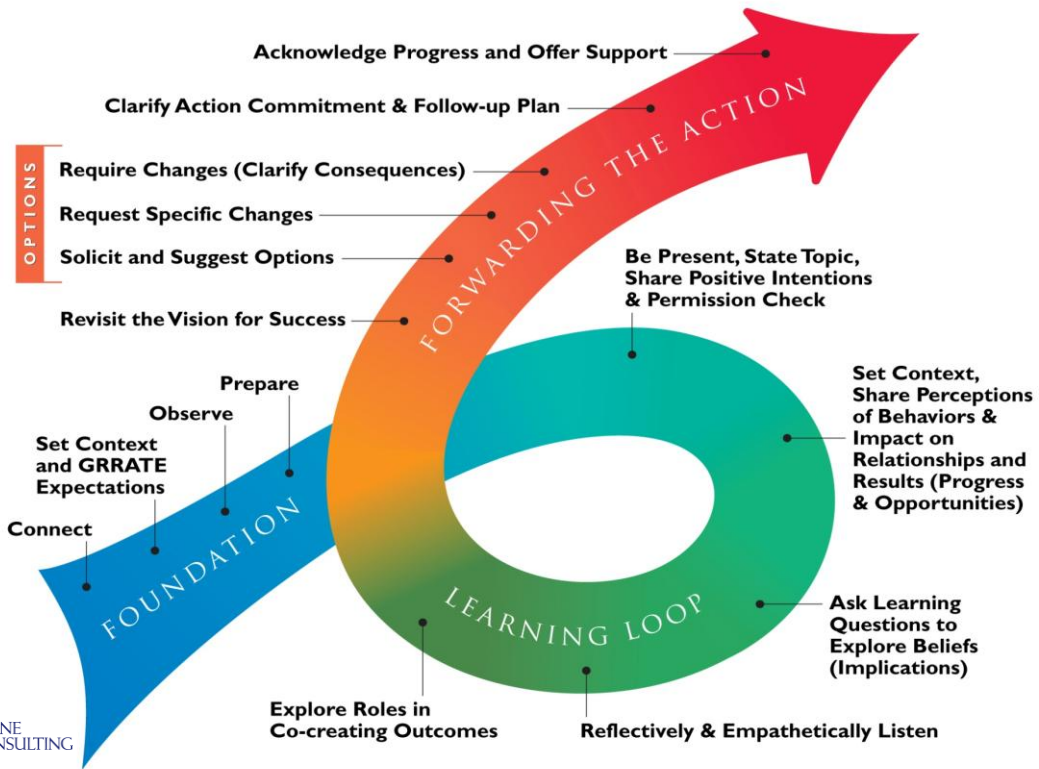 Acknowledge Progress and Offer Support
Clarify Action Commitment & Follow-up Plan
OPTIONS
Require Changes (Clarify Consequences)
Request Specific Changes
Solicit and Suggest Options
Revisit the Vision for Success
FORWARDING THE ACTION
Be Present, State Topic,
Share Positive Intentions
& Permission Check
Set Context,
Share Perceptions
of Behaviors &
Impact on
Relationships and
Results (Progress
& Opportunities)
Prepare
Observe
Set Context
and GRRATE
Expectations
Connect
FOUNDATION
LEARNING LOOP
Ask Learning
Questions to
Explore Beliefs
(Implications)
Explore Roles in
Co-creating Outcomes
Reflectively & Empathetically Listen